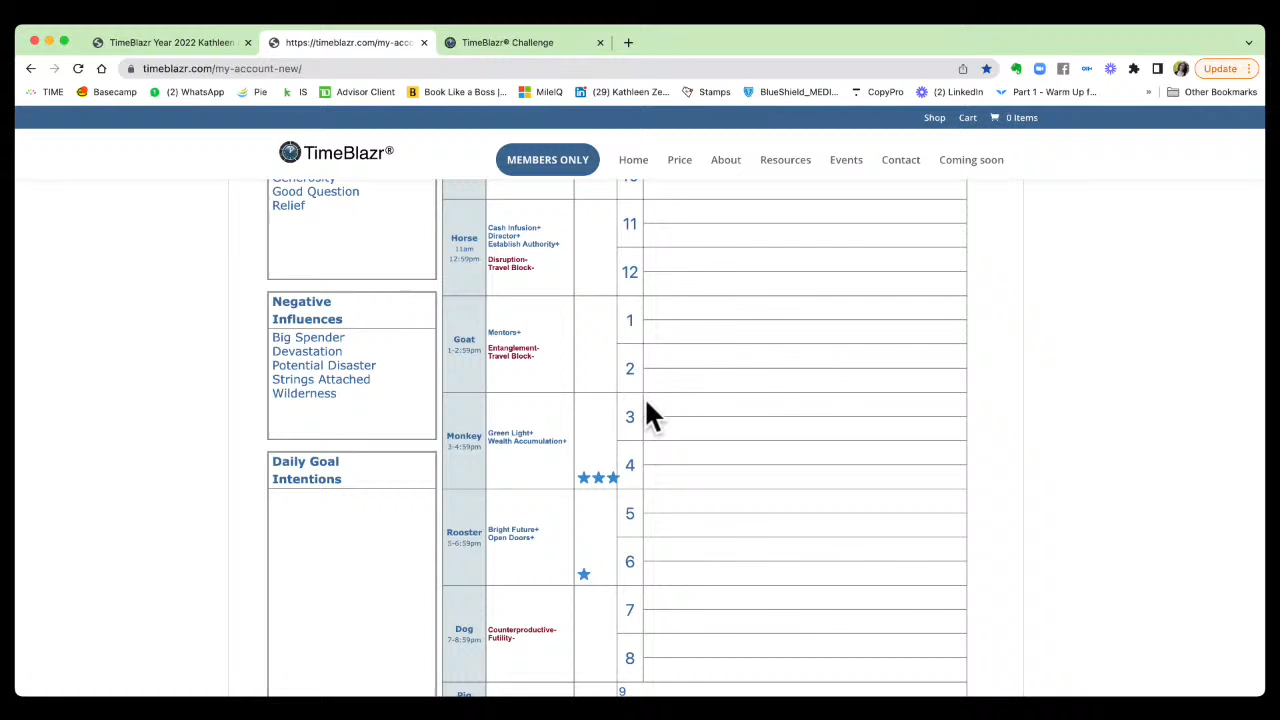 TimeBlazr Year 2022 Kathleen
https://timeblazr.com/my-acco
TimeBlazr® Challenge
timeblazr.com/my-account-new/
Update
TIME
Basecamp
(2) WhatsApp
Pie
IS
Advisor Client
Book Like a Boss |...
MileIQ
(29) Kathleen Ze...
Stamps
BlueShield_MEDI...
CopyPro
(2) LinkedIn
Part 1 - Warm Up f...
»
Other Bookmarks
Shop
Cart
0 Items
TimeBlazr®
MEMBERS ONLY
Home
Price
About
Resources
Events
Contact
Coming soon
Generosity
Good Question
Relief
Negative
Influences
Big Spender
Devastation
Potential Disaster
Strings Attached
Wilderness
Daily Goal
Intentions
10
Horse
11am
12:59pm
Cash Infusion+
Director+
Establish Authority+
Disruption-
Travel Block-
11
12
Goat
1-2:59pm
Mentors+
Entanglement-
Travel Block-
1
2
Monkey
3-4:59pm
Green Light+
Wealth Accumulation+
3
4
Rooster
5-6:59pm
Bright Future+
Open Doors+
5
6
Dog
7-8:59pm
Counterproductive-
Futility-
7
8
Pig
9